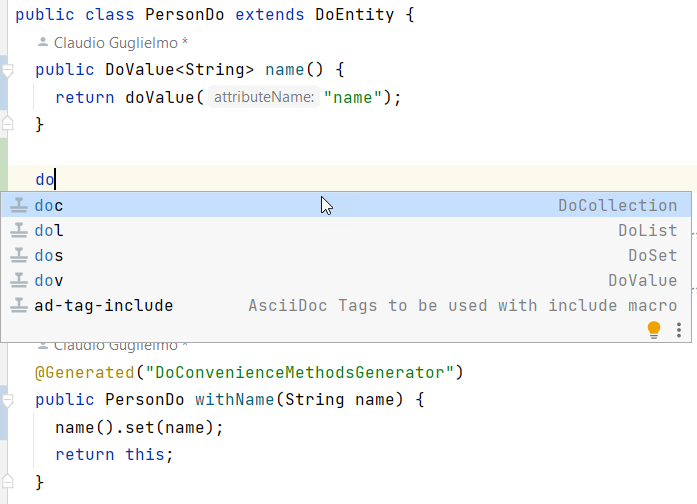 public class PersonDo extends DoEntity {
Claudio Guglielmo *
public DoValue<String> name() {
return doValue( attributeName: "name");
}
do
doc DoCollection
dol DoList
dos DoSet
dov DoValue
ad-tag-include AsciiDoc Tags to be used with include macro
Claudio Guglielmo *
@Generated("DoConvenienceMethodsGenerator")
public PersonDo withName(String name) {
name().set(name);
return this;
}